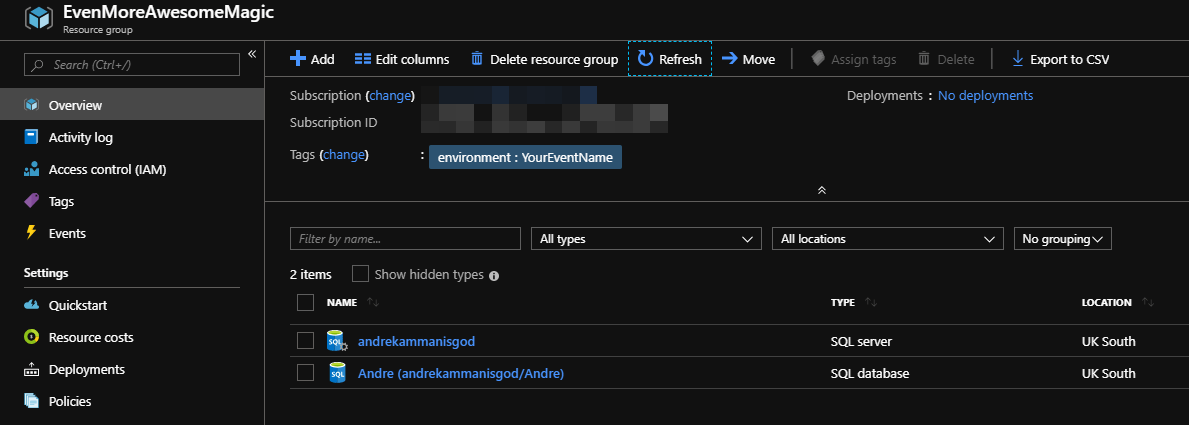 EvenMoreAwesomeMagic
Resource group
Search (Ctrl+/)
Overview
Activity log
Access control (IAM)
Tags
Events
Settings
Quickstart
Resource costs
Deployments
Policies
Add Edit columns Delete resource group Refresh Move Assign tags Delete Export to CSV
Subscription (change) Deployments : No deployments
Subscription ID
Tags (change) : environment : YourEventName
Filter by name... All types All locations No grouping
2 items Show hidden types
NAME TYPE LOCATION
andrekammanisgod SQL server UK South
Andre (andrekammanisgod/Andre) SQL database UK South